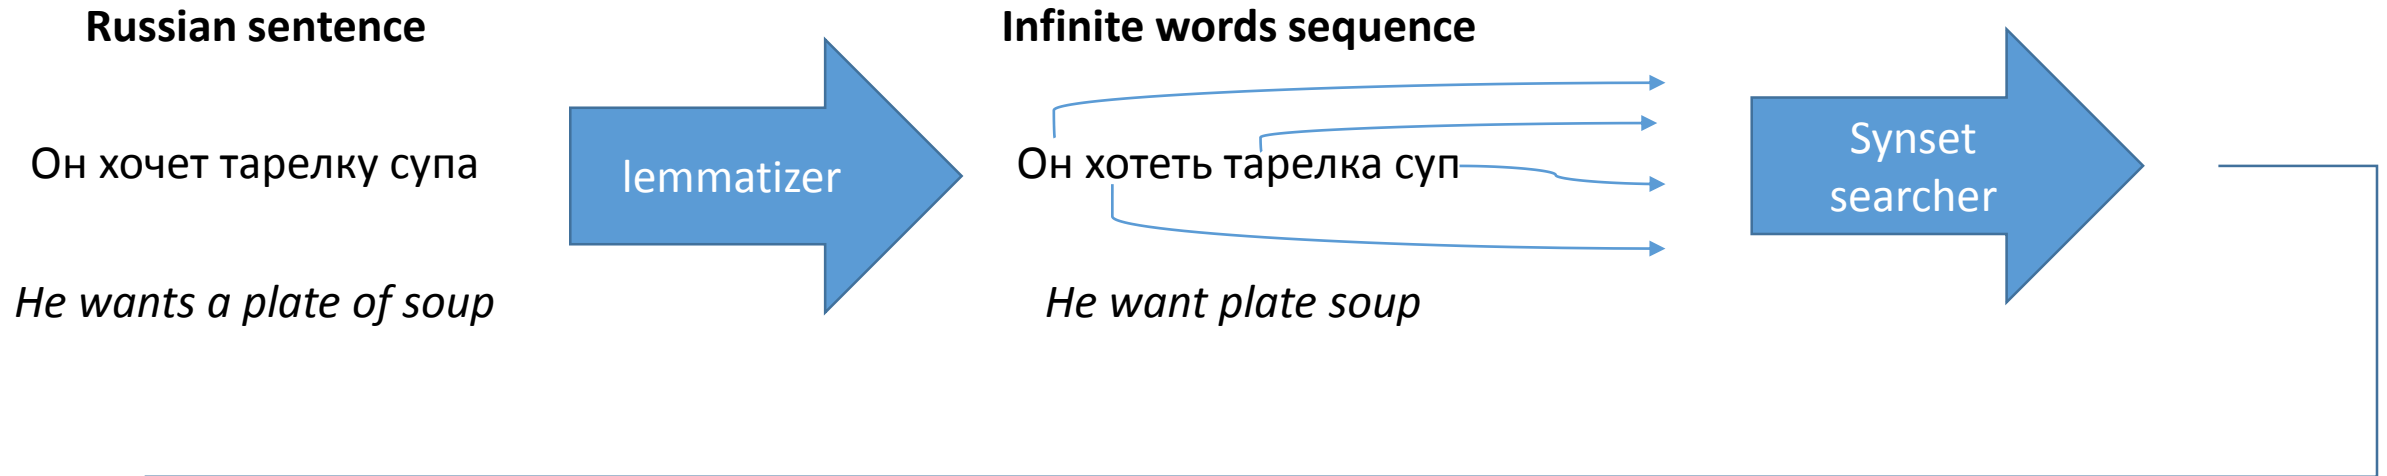 Russian sentence
Infinite words sequence
Он хочет тарелку супа
lemmatizer
Он хотеть тарелка суп
Synset
searcher
He wants a plate of soup
He want plate soup